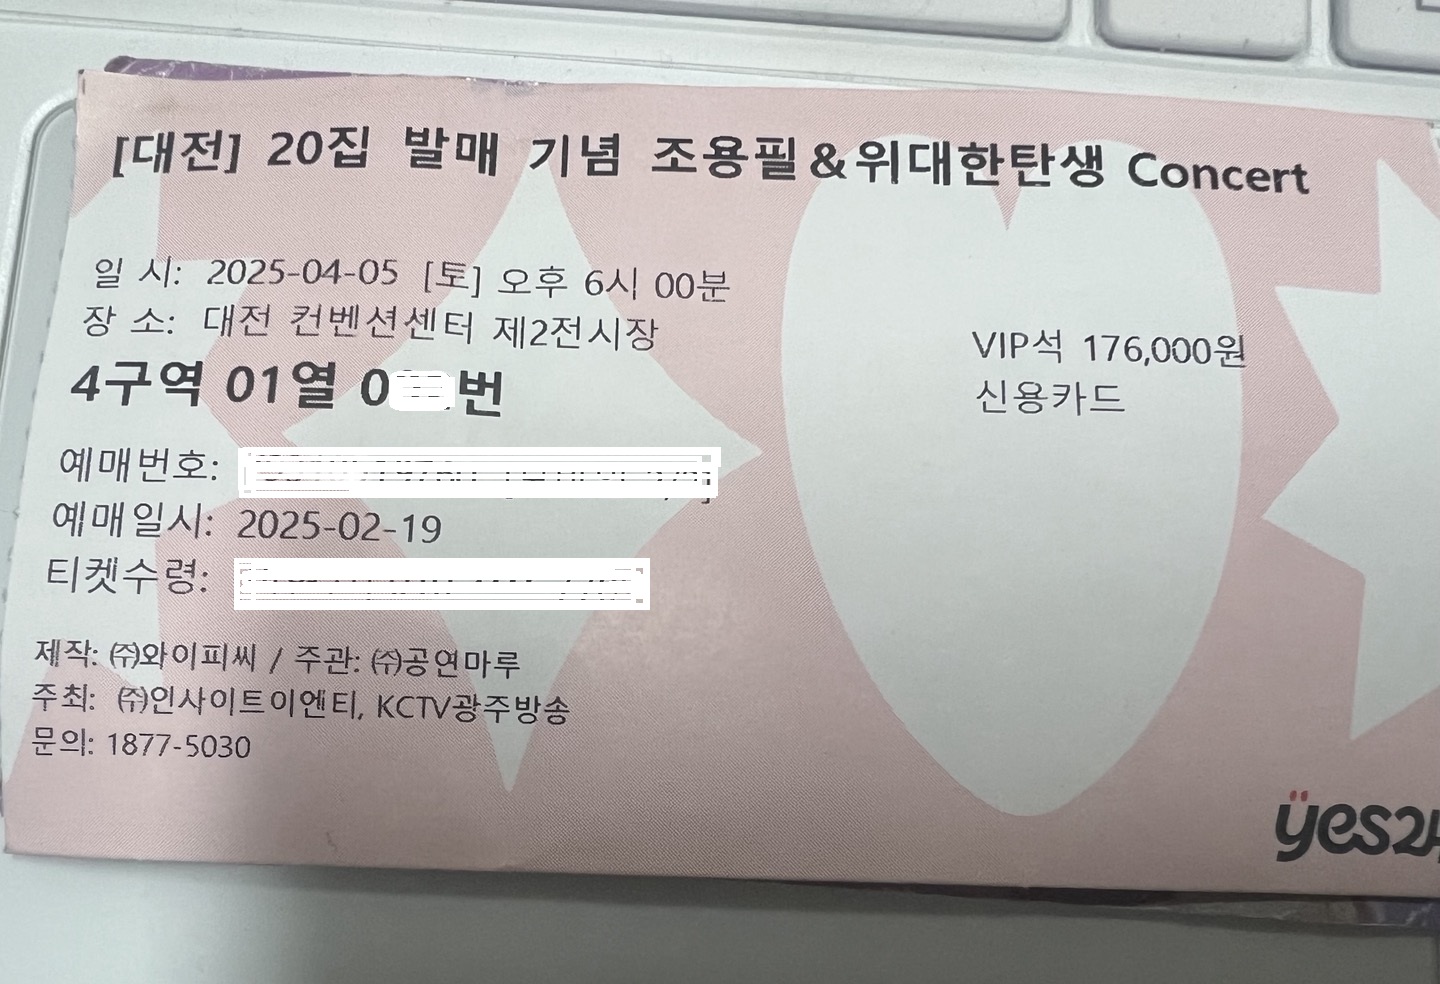 [대전] 20집 발매 기념 조용필&위대한탄생 Concert
일 시: 2025-04-05 [토] 오후 6시 00분
장 소: 대전 컨벤션센터 제2전시장
4구역 01열 0 번
VIP석 176,000원
신용카드
예매번호:
예매일시: 2025-02-19
티켓수령:
제작: ㈜와이피씨 / 주관: ㈜공연마루
주최: ㈜인사이트이엔티, KCTV광주방송
문의: 1877-5030
yes24